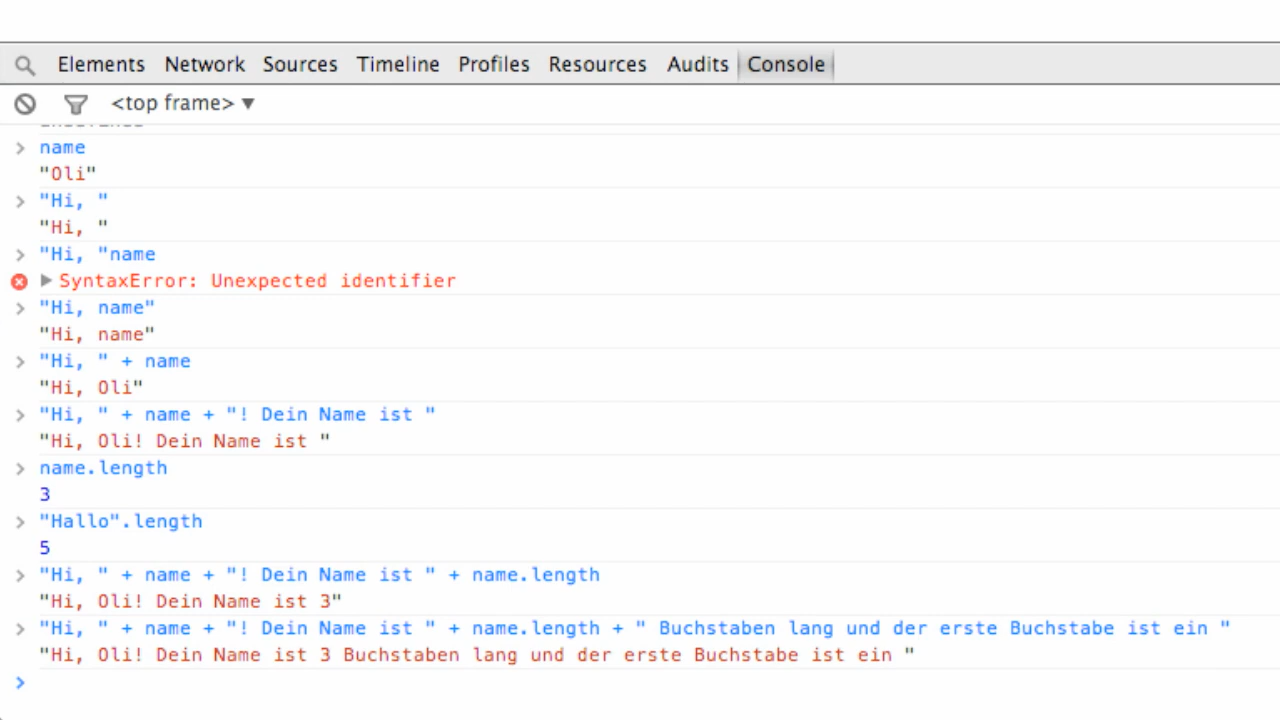 Elements Network Sources Timeline Profiles Resources Audits Console
<top frame> ▼
> name
"Oli"
> "Hi, "
"Hi, "
> "Hi, "name
▶ SyntaxError: Unexpected identifier
> "Hi, name"
"Hi, name"
> "Hi, " + name
"Hi, Oli"
> "Hi, " + name + "! Dein Name ist "
"Hi, Oli! Dein Name ist "
> name.length
3
> "Hallo".length
5
> "Hi, " + name + "! Dein Name ist " + name.length
"Hi, Oli! Dein Name ist 3"
> "Hi, " + name + "! Dein Name ist " + name.length + " Buchstaben lang und der erste Buchstabe ist ein "
"Hi, Oli! Dein Name ist 3 Buchstaben lang und der erste Buchstabe ist ein "
>